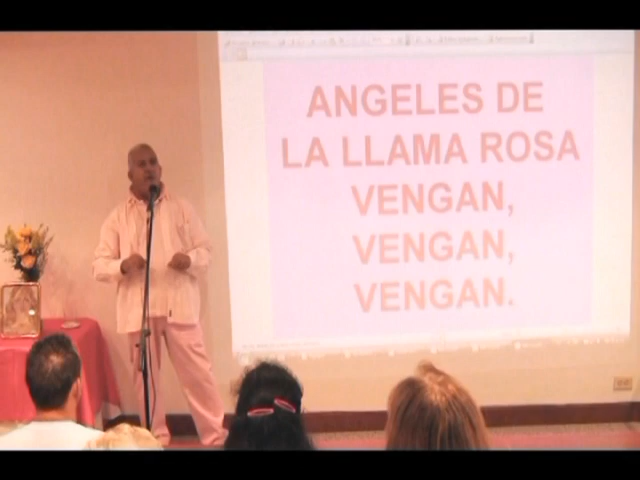 ANGELES DE
LA LLAMA ROSA
VENGAN,
VENGAN,
VENGAN.